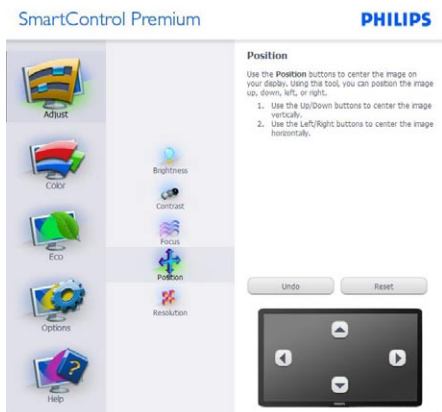 SmartControl Premium
PHILIPS
Adjust
Color
Eco
Options
Help
Brightness
Contrast
Focus
Position
Resolution
Position
Use the Position buttons to center the image on
your display. Using this tool, you can position the image
up, down, left, or right.
1. Use the Up/Down buttons to center the image
vertically.
2. Use the Left/Right buttons to center the image
horizontally.
Undo
Reset
PHILIPS